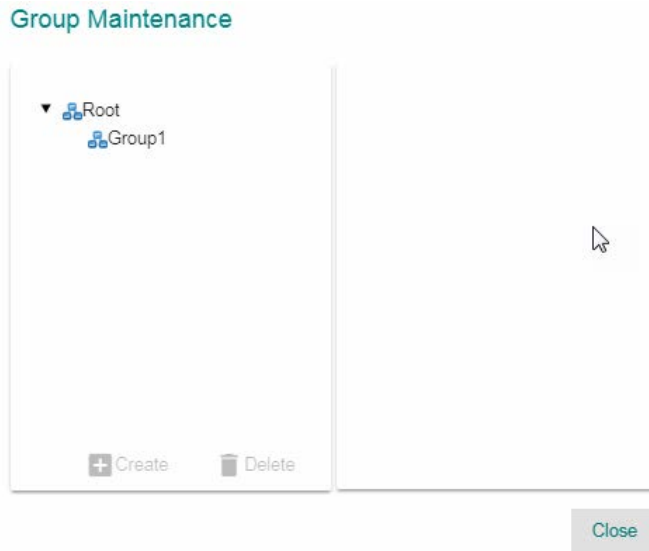 Group Maintenance
Root
Group1
Create Delete
Close